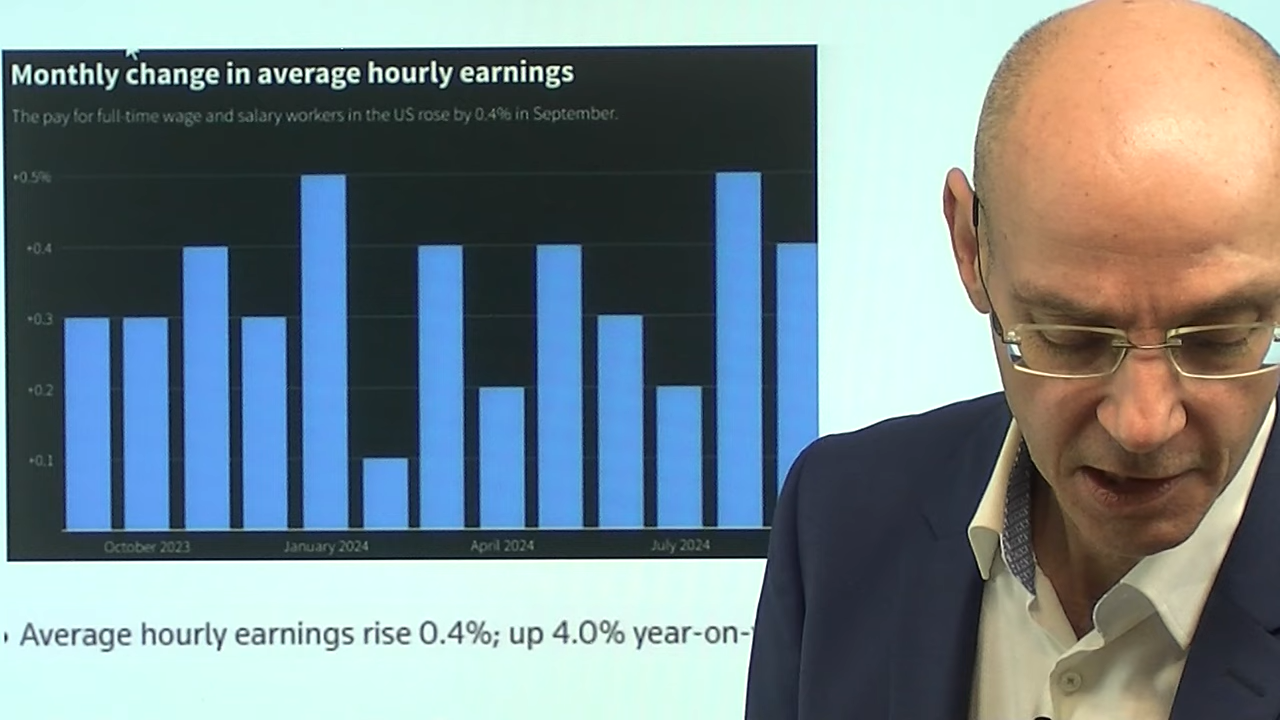 Monthly change in average hourly earnings
The pay for full-time wage and salary workers in the US rose by 0.4% in September.
+0.5%
+0.4
+0.3
+0.2
+0.1
October 2023 January 2024 April 2024 July 2024
Average hourly earnings rise 0.4%; up 4.0% year-on-